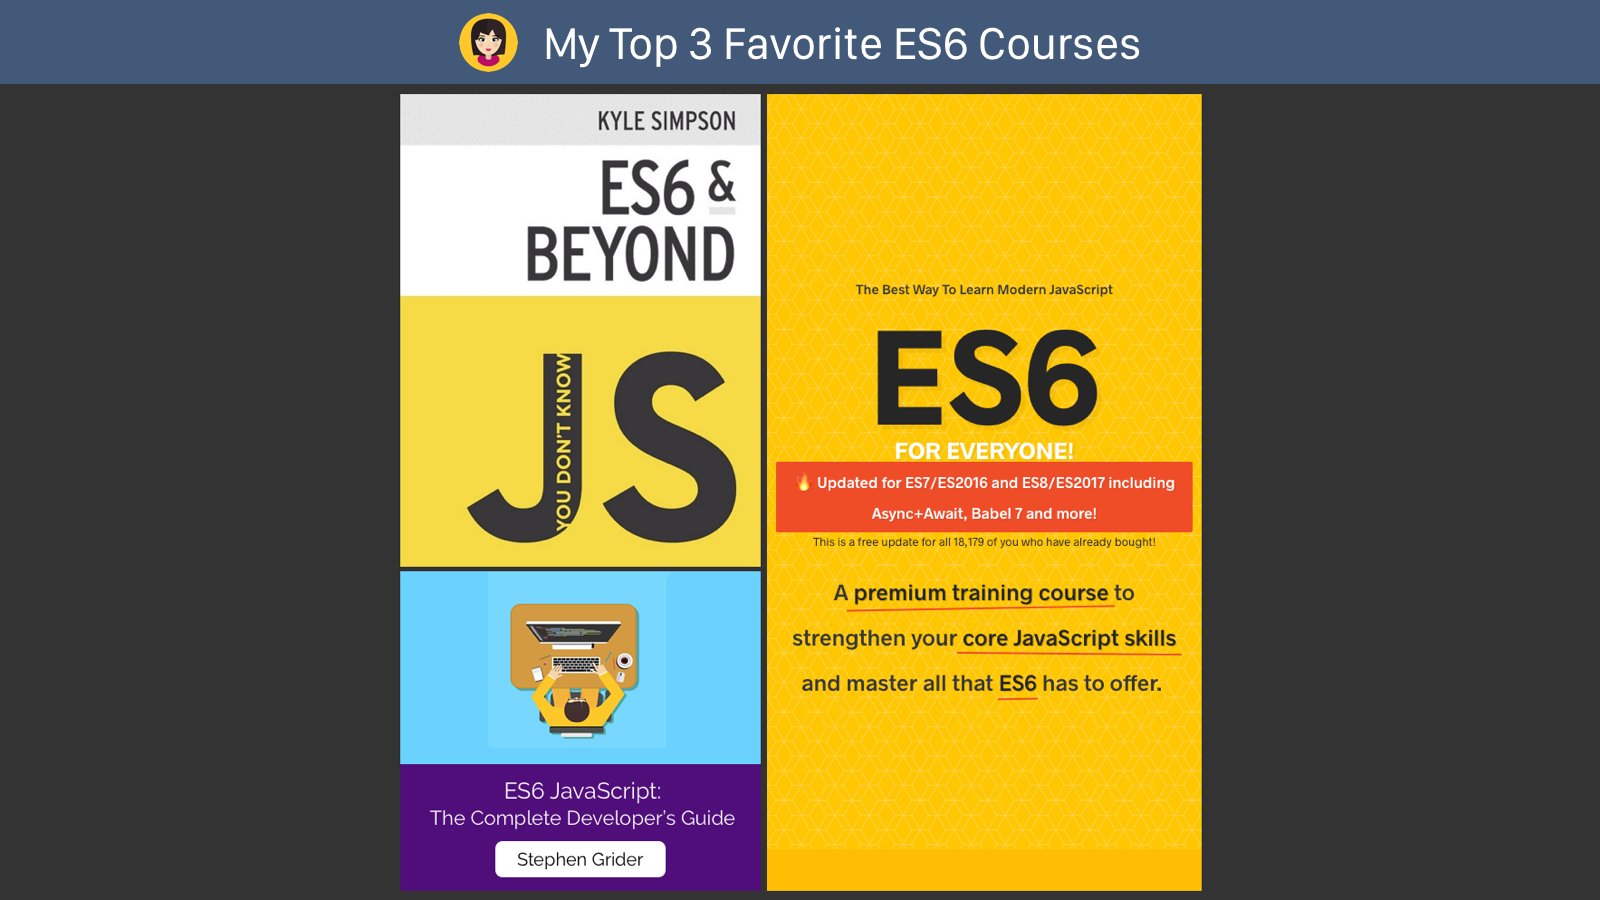 My Top 3 Favorite ES6 Courses
KYLE SIMPSON
ES6 &
BEYOND
JS
YOU DON'T KNOW
ES6 JavaScript:
The Complete Developer's Guide
Stephen Grider
The Best Way To Learn Modern JavaScript
ES6
FOR EVERYONE!
🔥 Updated for ES7/ES2016 and ES8/ES2017 including
Async+Await, Babel 7 and more!
This is a free update for all 18,179 of you who have already bought!
A premium training course to
strengthen your core JavaScript skills
and master all that ES6 has to offer.